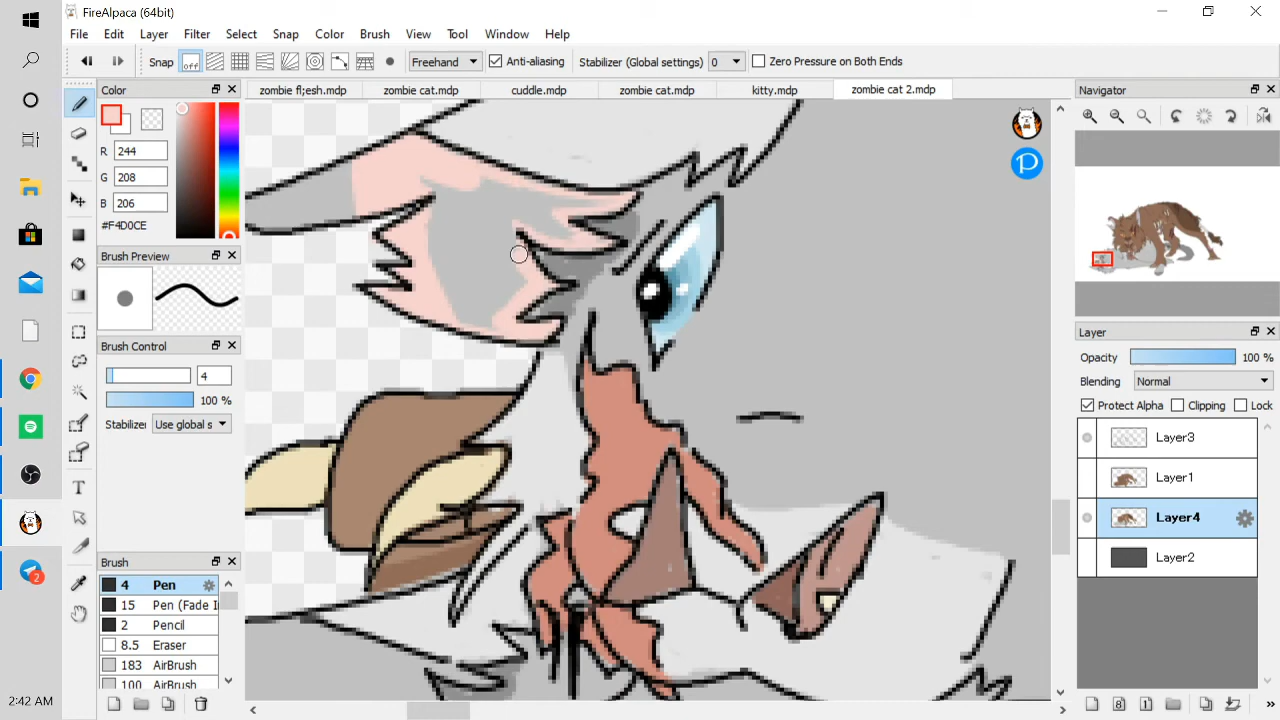 FireAlpaca (64bit)
File Edit Layer Filter Select Snap Color Brush View Tool Window Help
Snap off Freehand Anti-aliasing Stabilizer (Global settings) 0 Zero Pressure on Both Ends
Color
zombie fl;esh.mdp zombie cat.mdp cuddle.mdp zombie cat.mdp kitty.mdp zombie cat 2.mdp
Navigator
R 244
G 208
B 206
#F4D0CE
Brush Preview
Brush Control
4
100 %
Stabilizer Use global s
Layer
Opacity 100 %
Blending Normal
Protect Alpha Clipping Lock
Layer3
Layer1
Layer4
Layer2
Brush
4 Pen
15 Pen (Fade I
2 Pencil
8.5 Eraser
183 AirBrush
100 AirBrush
2
2:42 AM
P
T
8 1